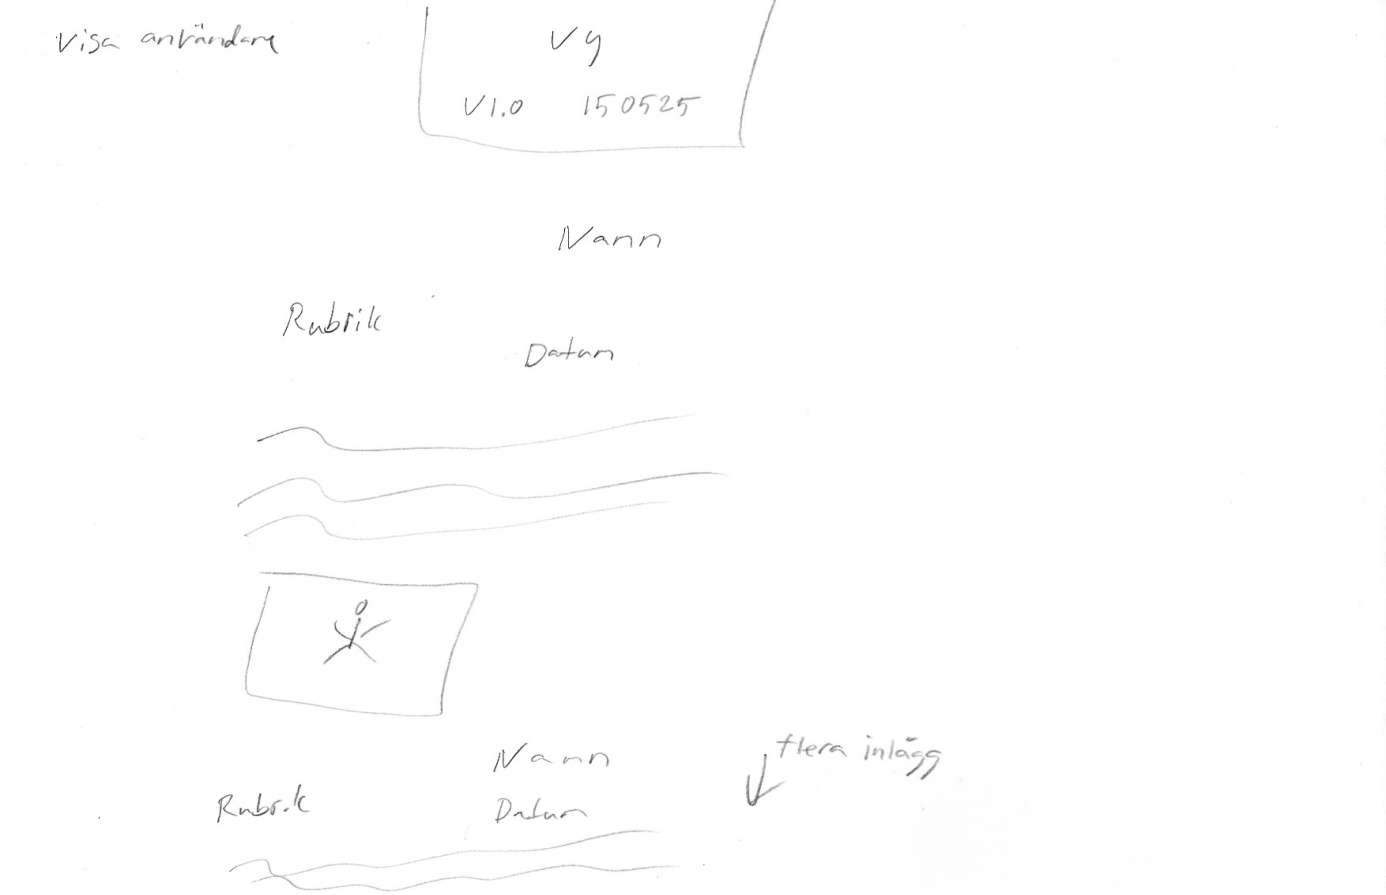 Visa användare
Vy
V1.0 150525
Namn
Rubrik
Datum
Namn
flera inlägg
Rubrik
Datum